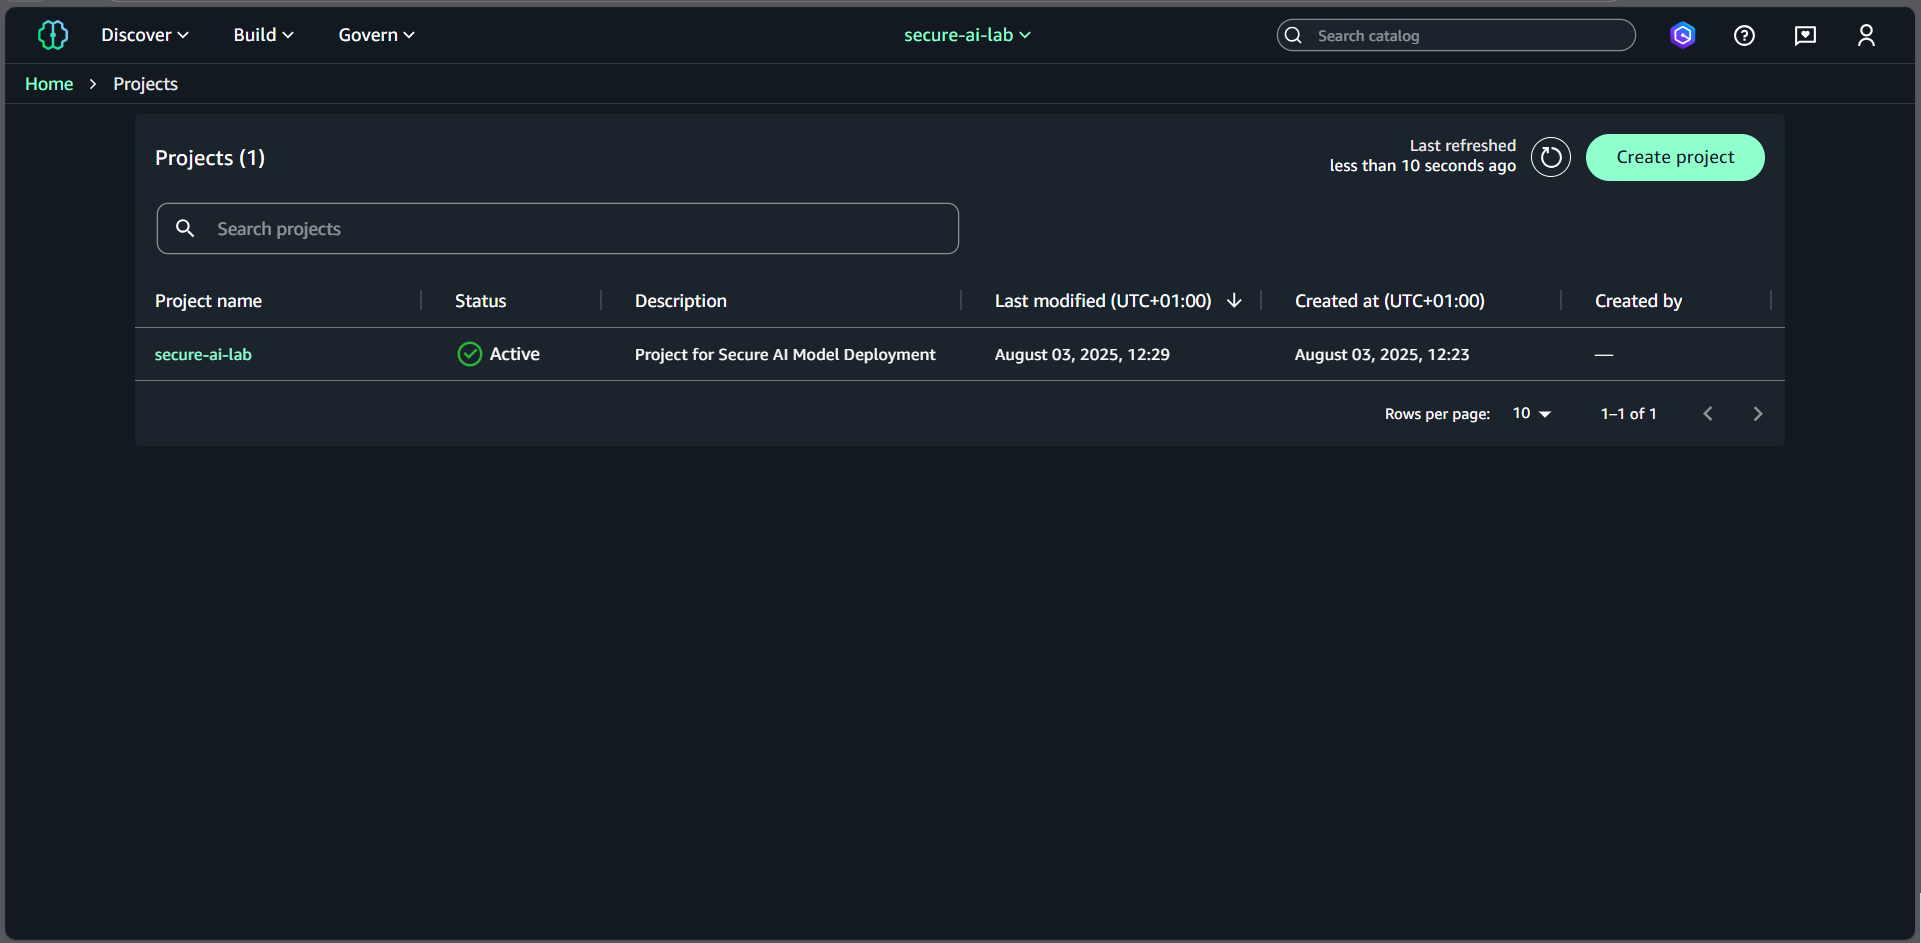 Discover Build Govern secure-ai-lab Search catalog
Home > Projects
Projects (1)
Last refreshed
less than 10 seconds ago
Create project
Search projects
Project name Status Description Last modified (UTC+01:00) Created at (UTC+01:00) Created by
secure-ai-lab Active Project for Secure AI Model Deployment August 03, 2025, 12:29 August 03, 2025, 12:23 —
Rows per page: 10 1–1 of 1